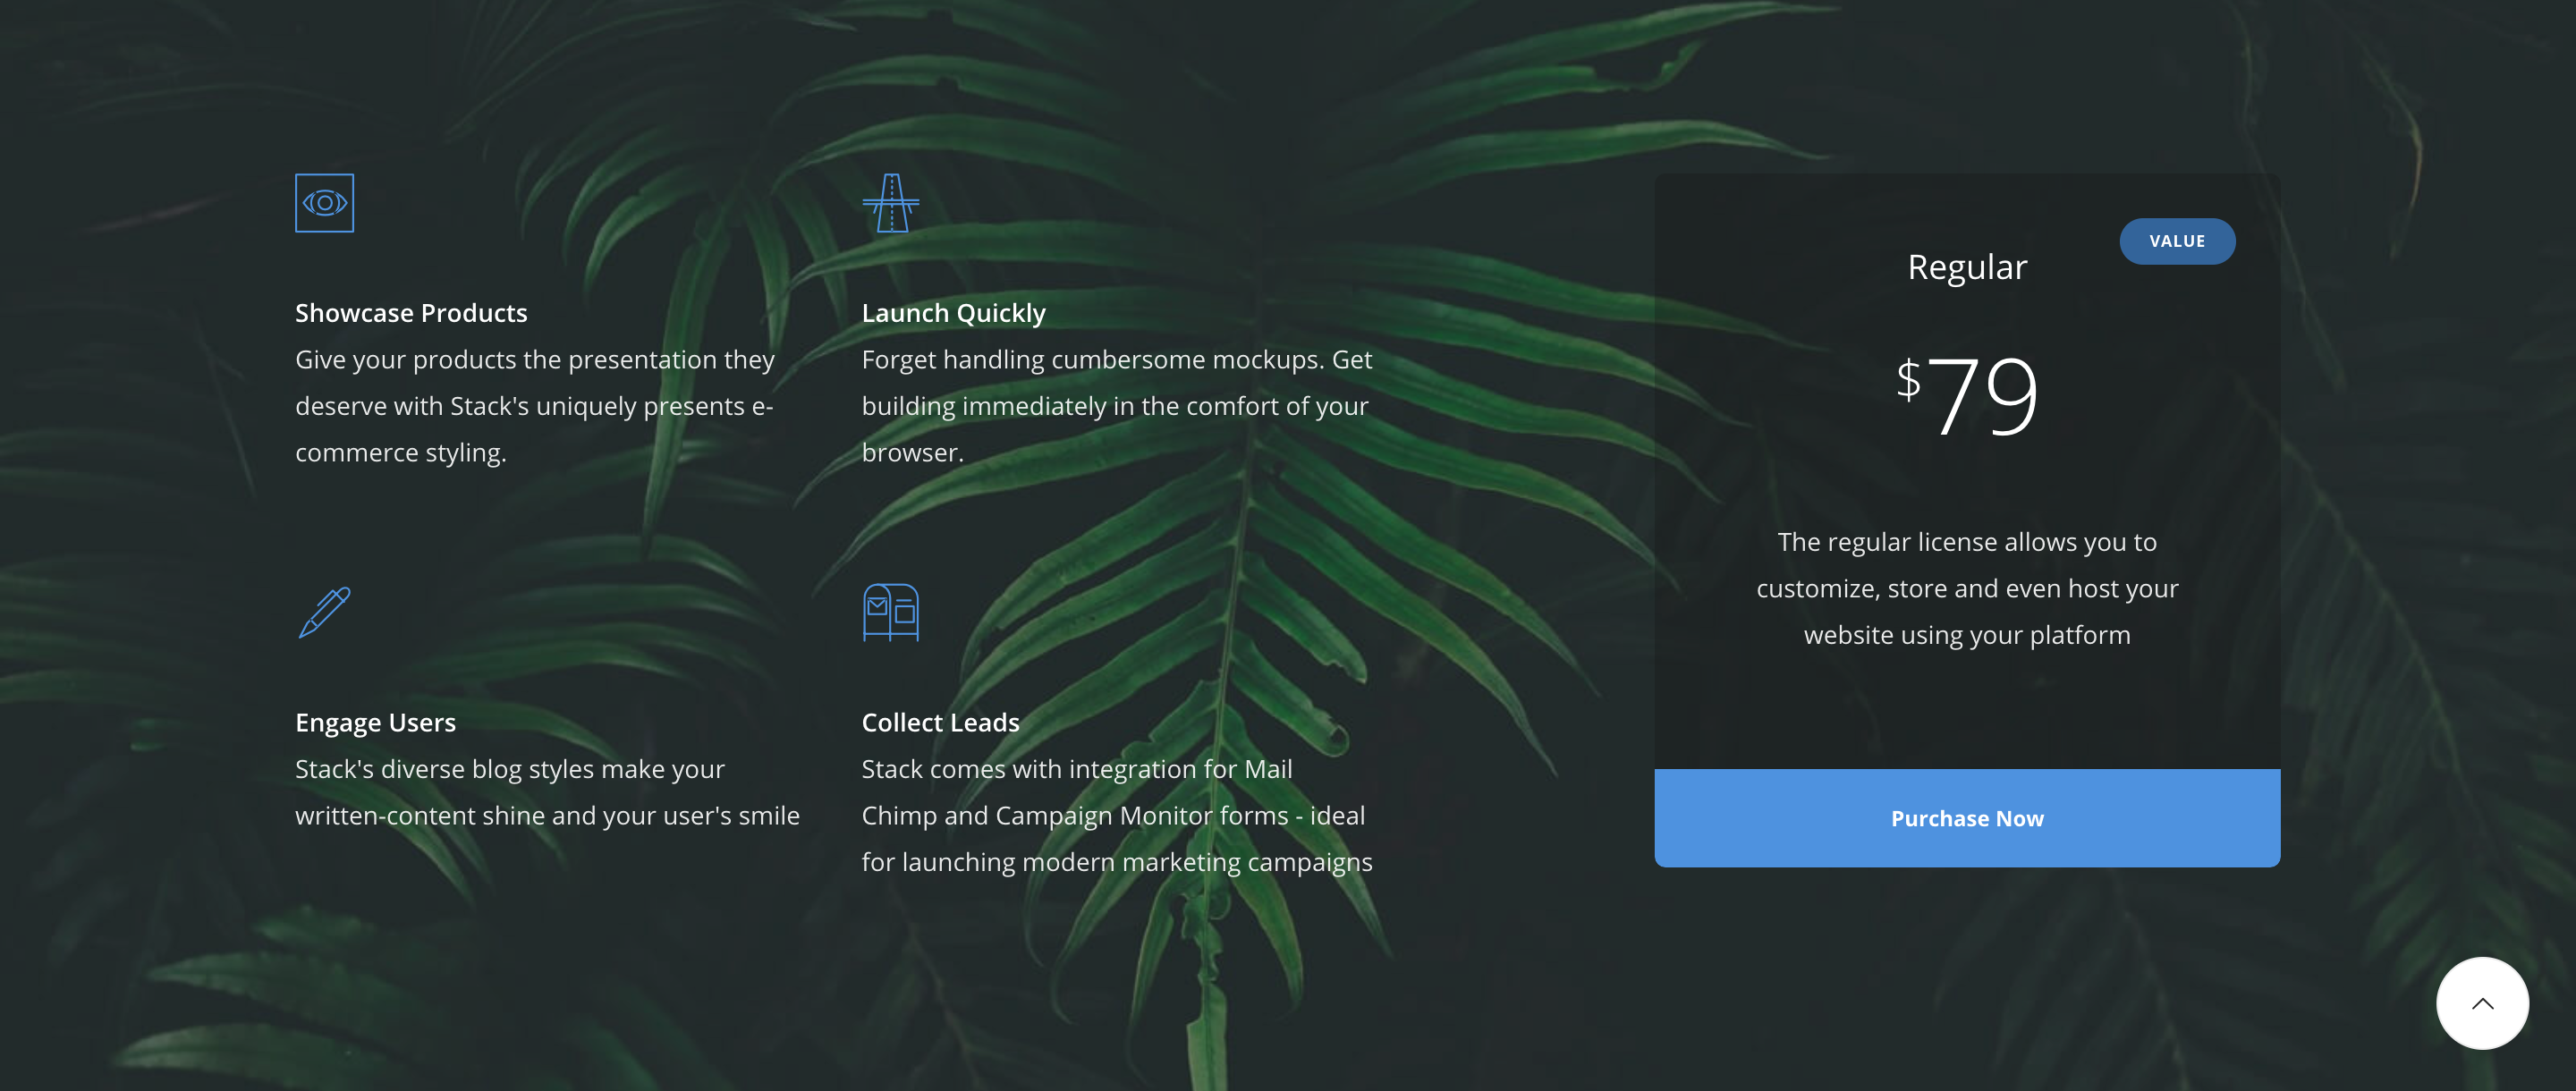 Showcase Products
Give your products the presentation they
deserve with Stack's uniquely presents e-
commerce styling.
Launch Quickly
Forget handling cumbersome mockups. Get
building immediately in the comfort of your
browser.
Engage Users
Stack's diverse blog styles make your
written-content shine and your user's smile
Collect Leads
Stack comes with integration for Mail
Chimp and Campaign Monitor forms - ideal
for launching modern marketing campaigns
VALUE
Regular
$79
The regular license allows you to
customize, store and even host your
website using your platform
Purchase Now